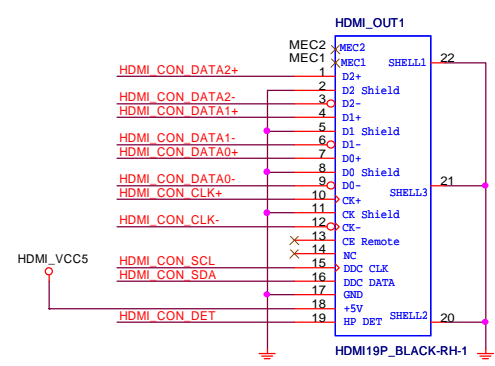 HDMI_OUT1
MEC2 MEC2
MEC1 MEC1 SHELL1 22
HDMI_CON_DATA2+ 1 D2+
2 D2 Shield
HDMI_CON_DATA2- 3 D2-
HDMI_CON_DATA1+ 4 D1+
5 D1 Shield
HDMI_CON_DATA1- 6 D1-
HDMI_CON_DATA0+ 7 D0+
8 D0 Shield
HDMI_CON_DATA0- 9 D0- SHELL3 21
HDMI_CON_CLK+ 10 CK+
11 CK Shield
HDMI_CON_CLK- 12 CK-
13 CE Remote
14 NC
HDMI_VCC5
HDMI_CON_SCL 15 DDC CLK
HDMI_CON_SDA 16 DDC DATA
17 GND
18 +5V
HDMI_CON_DET 19 HP DET SHELL2 20
HDMI19P_BLACK-RH-1